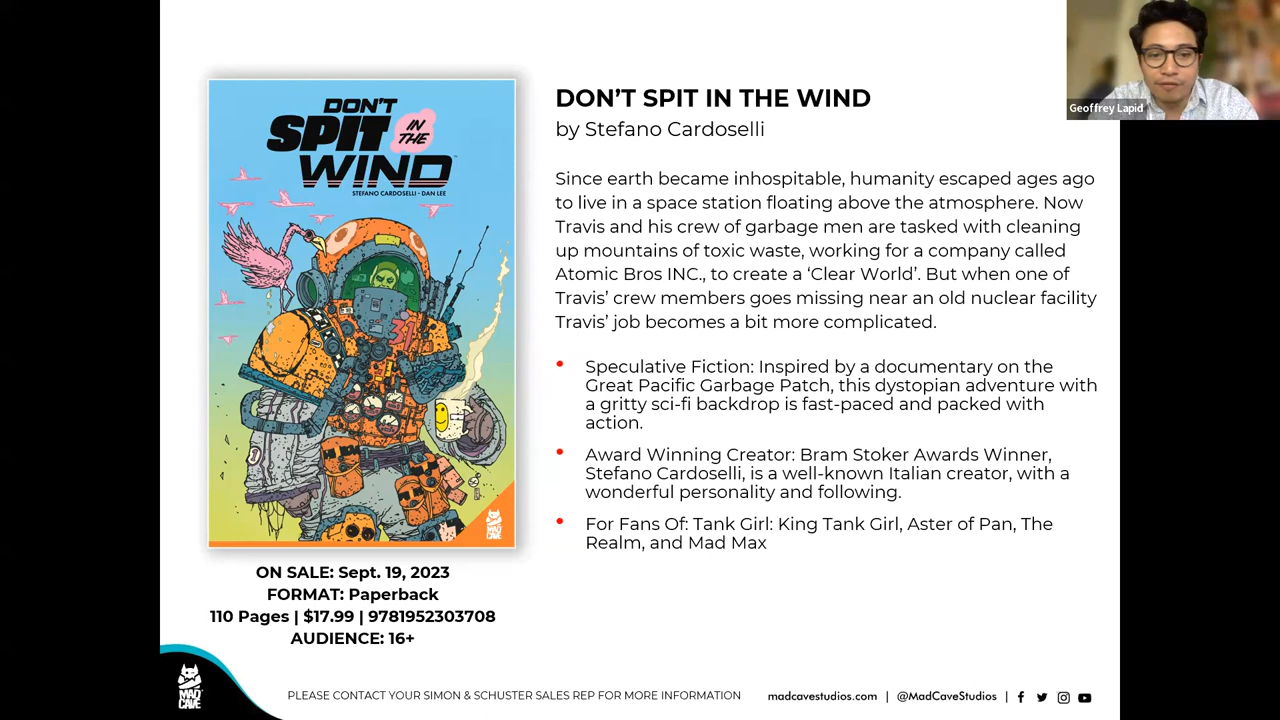 Geoffrey Lapid
DON'T
SPIT IN THE
WIND
STEFANO CARDOSELLI - DAN LEE
31
MAD
CAVE
ON SALE: Sept. 19, 2023
FORMAT: Paperback
110 Pages | $17.99 | 9781952303708
AUDIENCE: 16+
DON'T SPIT IN THE WIND
by Stefano Cardoselli
Since earth became inhospitable, humanity escaped ages ago
to live in a space station floating above the atmosphere. Now
Travis and his crew of garbage men are tasked with cleaning
up mountains of toxic waste, working for a company called
Atomic Bros INC., to create a ‘Clear World’. But when one of
Travis’ crew members goes missing near an old nuclear facility
Travis’ job becomes a bit more complicated.
• Speculative Fiction: Inspired by a documentary on the
Great Pacific Garbage Patch, this dystopian adventure with
a gritty sci-fi backdrop is fast-paced and packed with
action.
• Award Winning Creator: Bram Stoker Awards Winner,
Stefano Cardoselli, is a well-known Italian creator, with a
wonderful personality and following.
• For Fans Of: Tank Girl: King Tank Girl, Aster of Pan, The
Realm, and Mad Max
MAD
CAVE
PLEASE CONTACT YOUR SIMON & SCHUSTER SALES REP FOR MORE INFORMATION
madcavestudios.com | @MadCaveStudios |